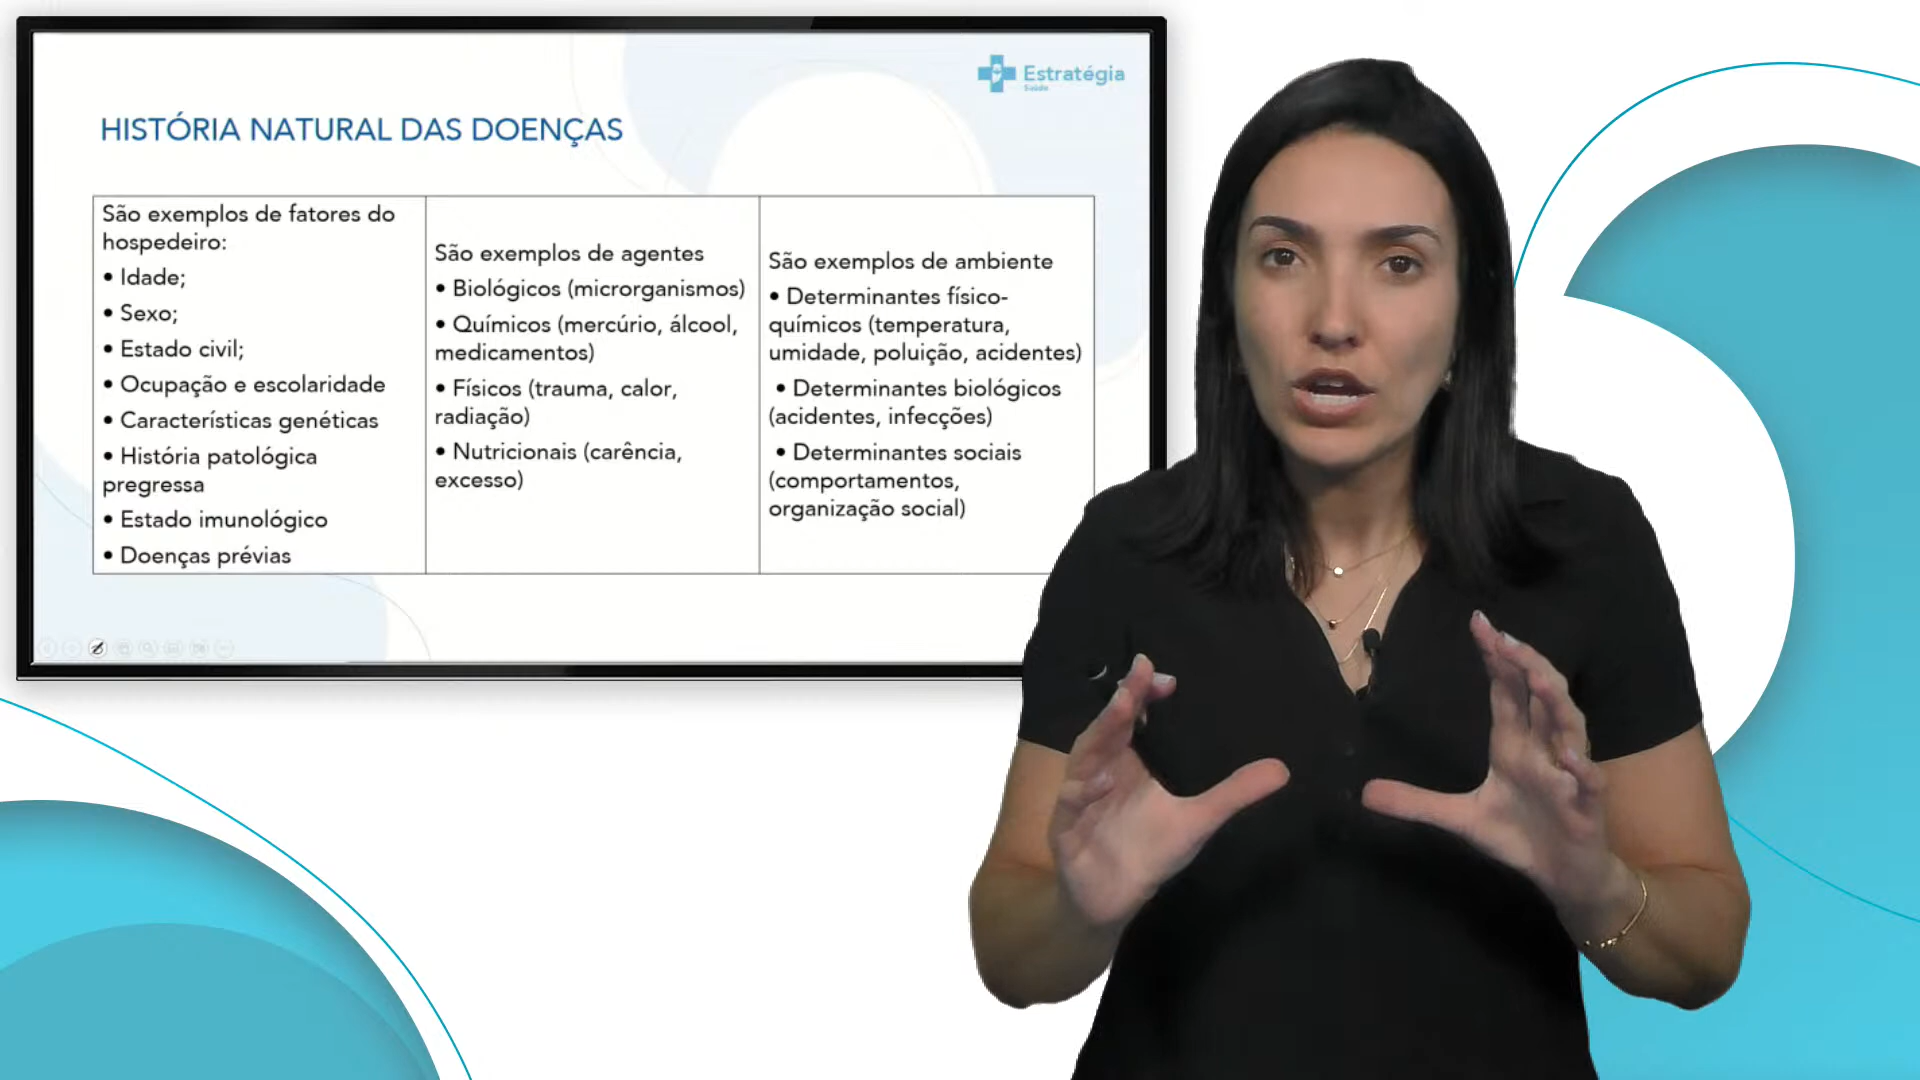 Estratégia
Saúde
HISTÓRIA NATURAL DAS DOENÇAS
São exemplos de fatores do
hospedeiro:
• Idade;
• Sexo;
• Estado civil;
• Ocupação e escolaridade
• Características genéticas
• História patológica
pregressa
• Estado imunológico
• Doenças prévias
São exemplos de agentes
• Biológicos (microrganismos)
• Químicos (mercúrio, álcool,
medicamentos)
• Físicos (trauma, calor,
radiação)
• Nutricionais (carência,
excesso)
São exemplos de ambiente
• Determinantes físico-
químicos (temperatura,
umidade, poluição, acidentes)
• Determinantes biológicos
(acidentes, infecções)
• Determinantes sociais
(comportamentos,
organização social)